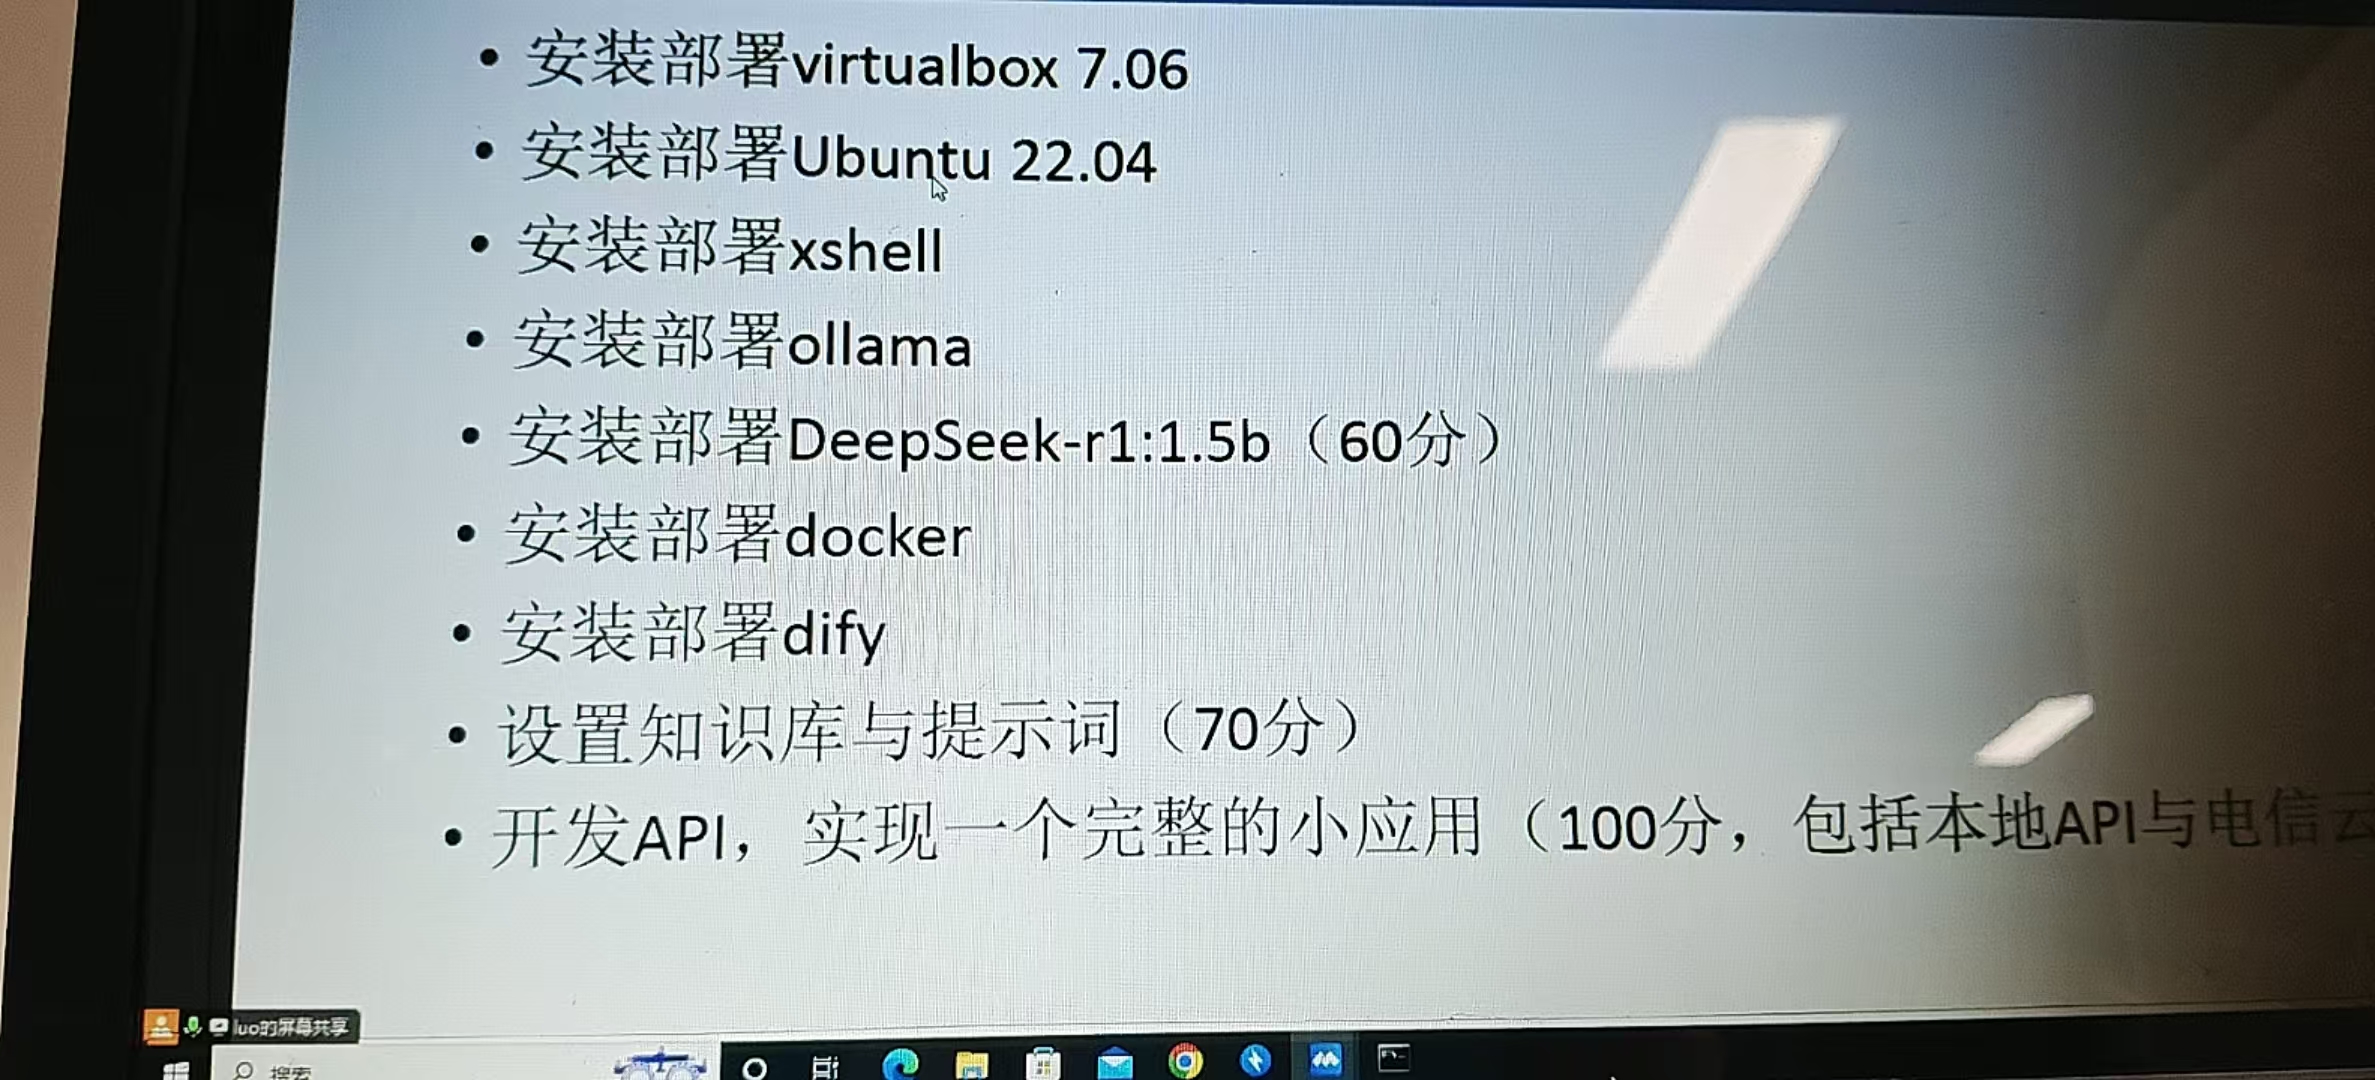 • 安装部署virtualbox 7.06
• 安装部署Ubuntu 22.04
• 安装部署xshell
• 安装部署ollama
• 安装部署DeepSeek-r1:1.5b（60分）
• 安装部署docker
• 安装部署dify
• 设置知识库与提示词（70分）
• 开发API，实现一个完整的小应用（100分，包括本地API与电信云
luo的屏幕共享
搜索